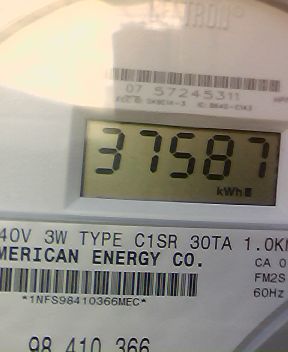 07 57245311
37587
kWh
40V 3W TYPE C1SR 30TA 1.0K
MERICAN ENERGY CO.
CA 0
FM2S
60Hz
*1NFS98410366MEC*
98 410 366